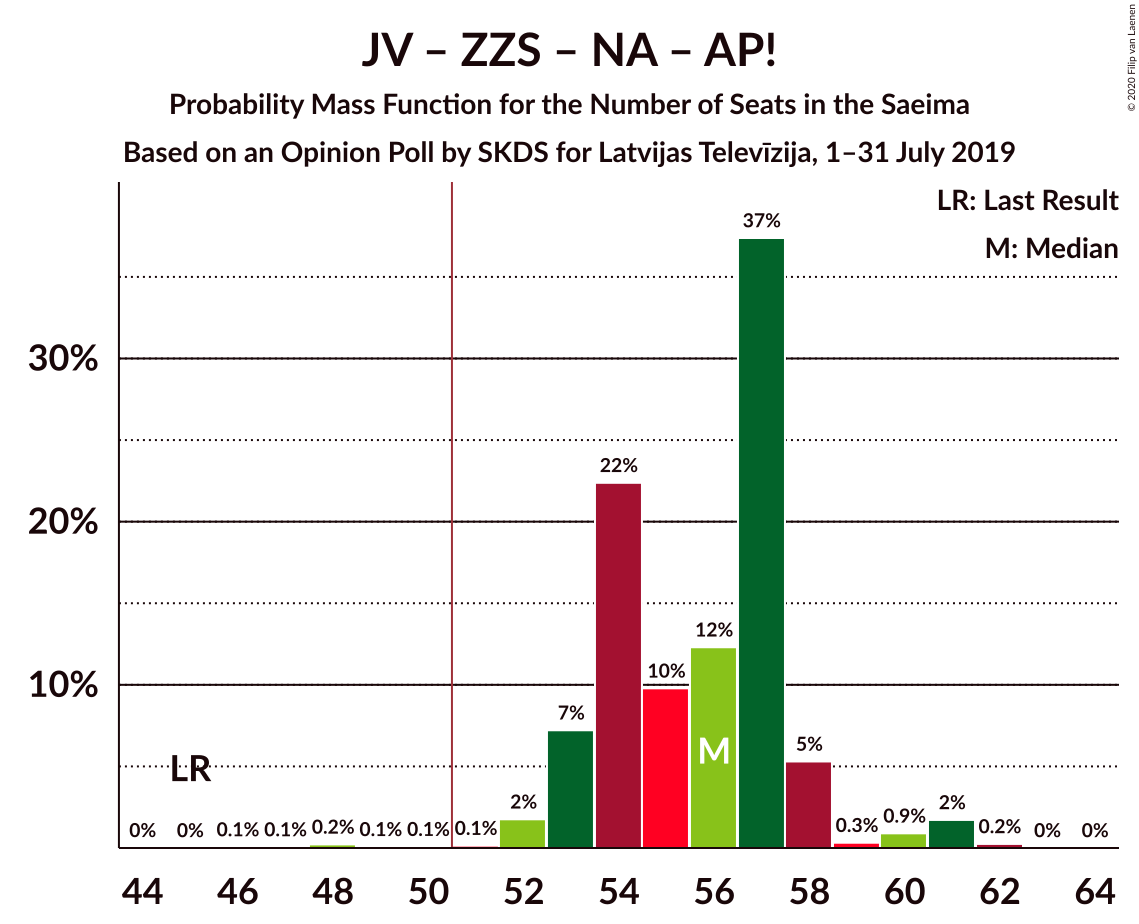 JV – ZZS – NA – AP!
Probability Mass Function for the Number of Seats in the Saeima
Based on an Opinion Poll by SKDS for Latvijas Televīzija, 1–31 July 2019
© 2020 Filip van Laenen
LR: Last Result
M: Median
30%
20%
10%
LR
M
0% 0% 0.1% 0.1% 0.2% 0.1% 0.1% 0.1% 2% 7% 22% 10% 12% 37% 5% 0.3% 0.9% 2% 0.2% 0% 0%
44 46 48 50 52 54 56 58 60 62 64